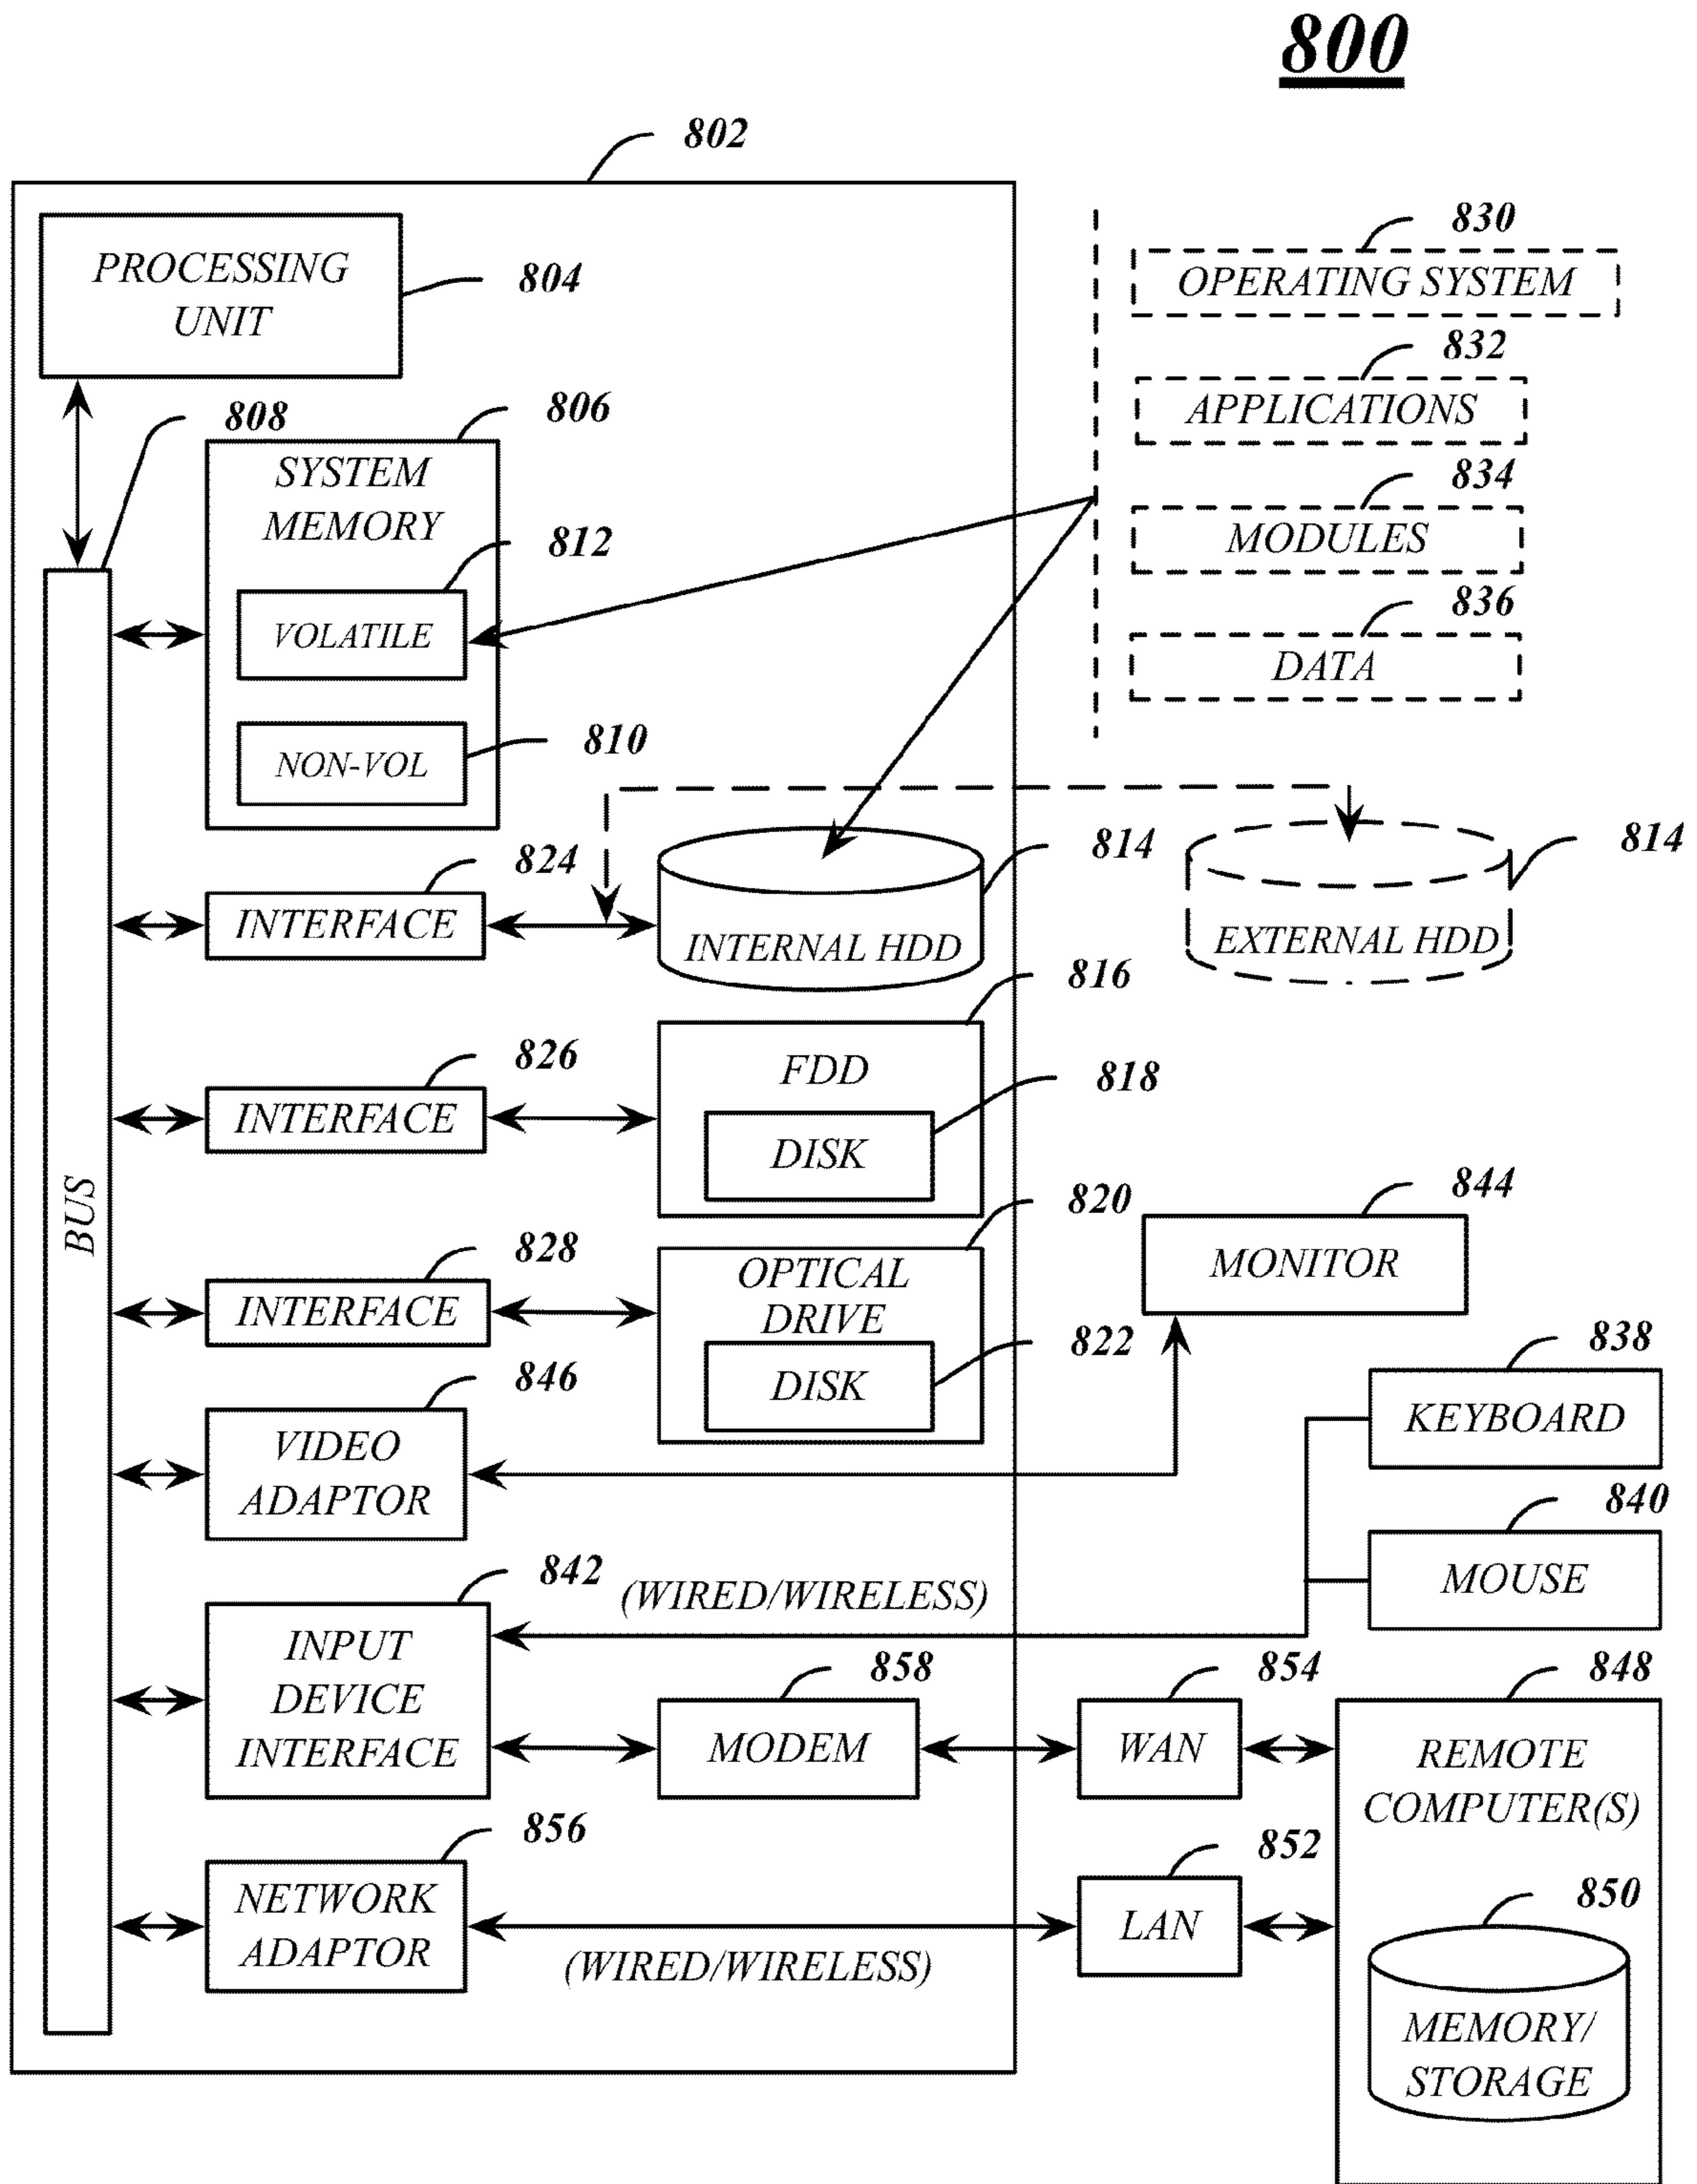 800
802
PROCESSING
UNIT
804
830
OPERATING SYSTEM
832
APPLICATIONS
834
MODULES
836
DATA
808
806
SYSTEM
MEMORY
812
VOLATILE
810
NON-VOL
824
INTERFACE
814
INTERNAL HDD
814
EXTERNAL HDD
826
INTERFACE
816
FDD
818
DISK
BUS
828
INTERFACE
820
OPTICAL
DRIVE
822
DISK
844
MONITOR
846
VIDEO
ADAPTOR
838
KEYBOARD
840
MOUSE
842
INPUT
DEVICE
INTERFACE
(WIRED/WIRELESS)
858
MODEM
854
WAN
848
REMOTE
COMPUTER(S)
856
NETWORK
ADAPTOR
(WIRED/WIRELESS)
852
LAN
850
MEMORY/
STORAGE